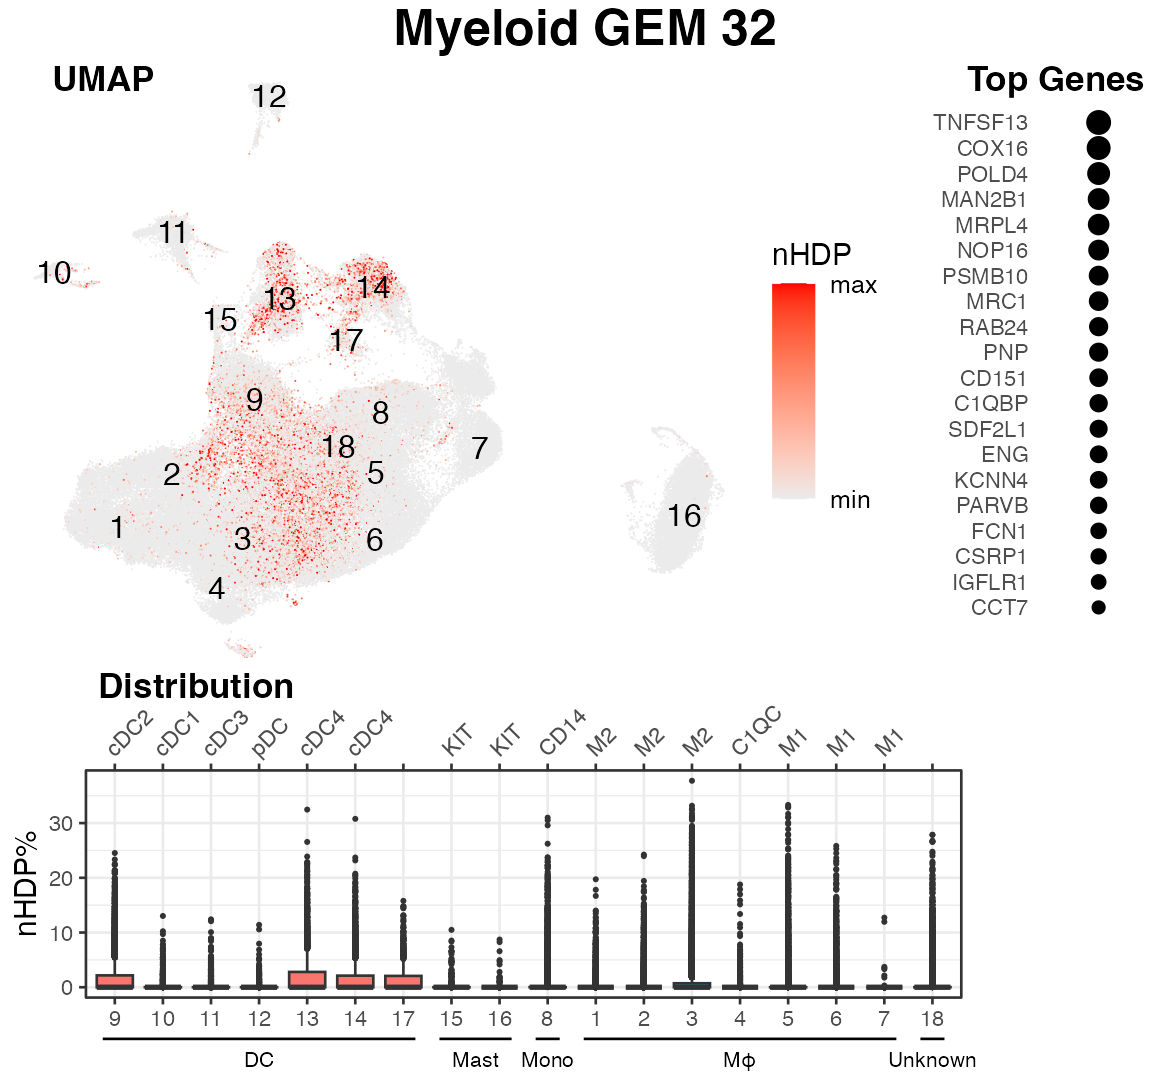 Myeloid GEM 32
UMAP
Top Genes
12
11
10
13
14
15
17
9
8
18
7
2
5
1
3
6
4
16
nHDP
max
min
TNFSF13
COX16
POLD4
MAN2B1
MRPL4
NOP16
PSMB10
MRC1
RAB24
PNP
CD151
C1QBP
SDF2L1
ENG
KCNN4
PARVB
FCN1
CSRP1
IGFLR1
CCT7
Distribution
cDC2 cDC1 cDC3 pDC cDC4 cDC4 KIT KIT CD14 M2 M2 M2 C1QC M1 M1 M1
nHDP%
30
20
10
0
9 10 11 12 13 14 17 15 16 8 1 2 3 4 5 6 7 18
DC Mast Mono Mϕ Unknown